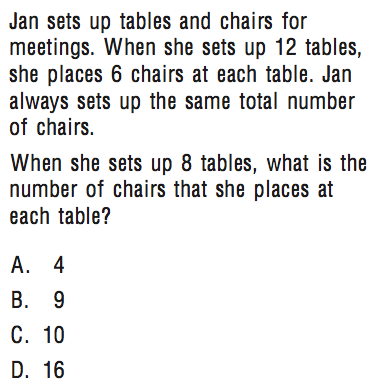 Jan sets up tables and chairs for
meetings. When she sets up 12 tables,
she places 6 chairs at each table. Jan
always sets up the same total number
of chairs.
When she sets up 8 tables, what is the
number of chairs that she places at
each table?
A. 4
B. 9
C. 10
D. 16